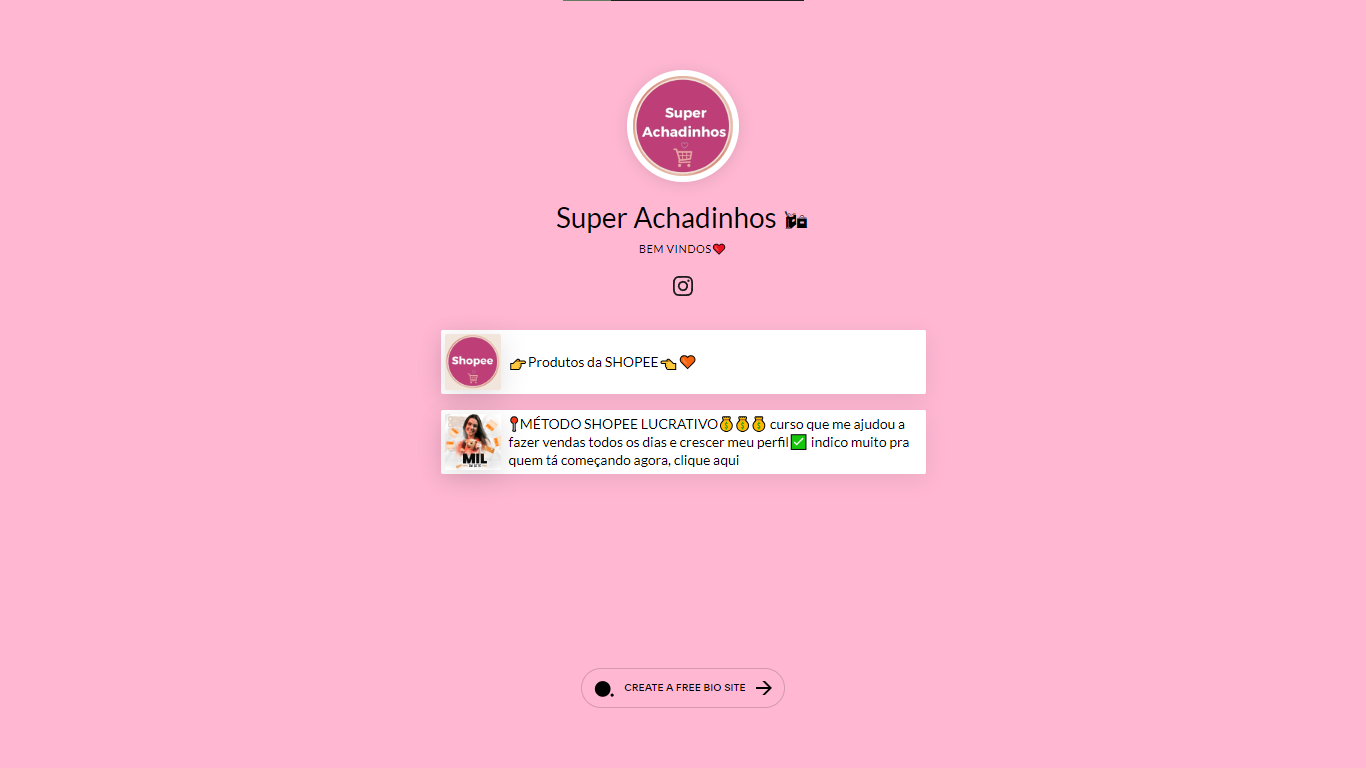 Super
Achadinhos
Super Achadinhos 🛍️
BEM VINDOS❤️
Shopee
👉Produtos da SHOPEE👈🧡
MIL
📍MÉTODO SHOPEE LUCRATIVO💰💰💰 curso que me ajudou a
fazer vendas todos os dias e crescer meu perfil✅ indico muito pra
quem tá começando agora, clique aqui
CREATE A FREE BIO SITE →